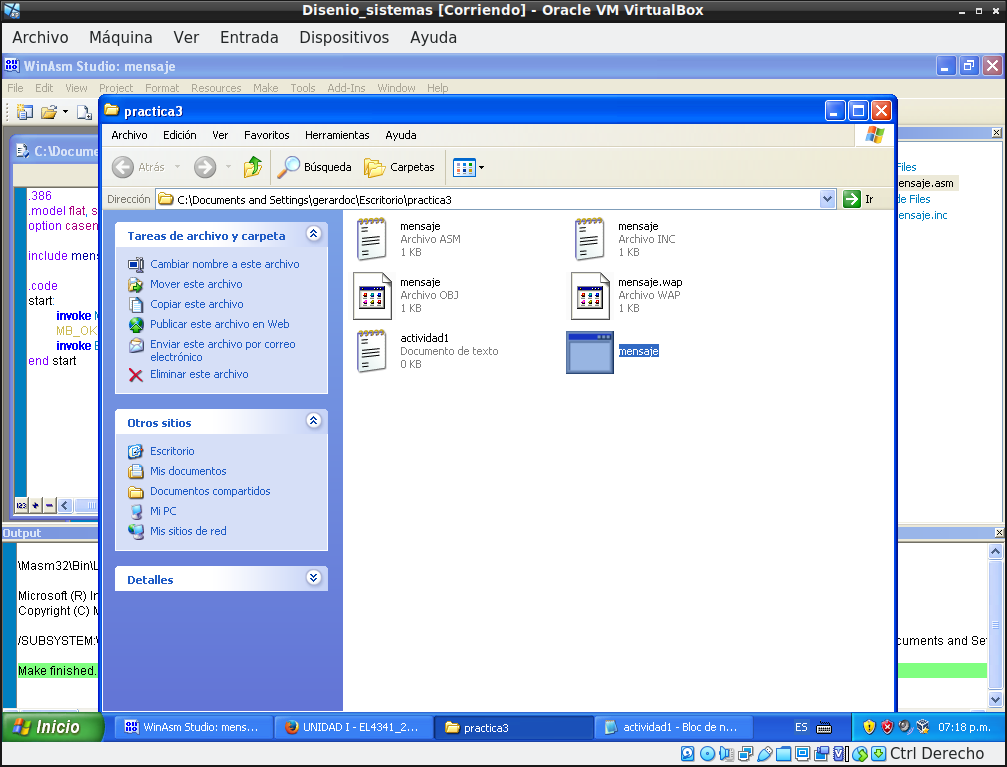 Disenio_sistemas [Corriendo] - Oracle VM VirtualBox
Archivo Máquina Ver Entrada Dispositivos Ayuda
WinAsm Studio: mensaje
File Edit View Project Format Resources Make Tools Add-Ins Window Help
practica3
Archivo Edición Ver Favoritos Herramientas Ayuda
Atrás Búsqueda Carpetas
Dirección C:\Documents and Settings\gerardoc\Escritorio\practica3 Ir
C:\Docume
.386
.model flat, s
option casen
include mens
.code
start:
invoke M
MB_OK
invoke E
end start
Tareas de archivo y carpeta
Cambiar nombre a este archivo
Mover este archivo
Copiar este archivo
Publicar este archivo en Web
Enviar este archivo por correo
electrónico
Eliminar este archivo
Otros sitios
Escritorio
Mis documentos
Documentos compartidos
Mi PC
Mis sitios de red
Detalles
mensaje
Archivo ASM
1 KB
mensaje
Archivo INC
1 KB
mensaje
Archivo OBJ
1 KB
mensaje.wap
Archivo WAP
1 KB
actividad1
Documento de texto
0 KB
mensaje
Files
ensaje.asm
de Files
ensaje.inc
Output
\Masm32\Bin\L
Microsoft (R) In
Copyright (C) M
/SUBSYSTEM:\
cuments and Set
Make finished.
Inicio
WinAsm Studio: mens...
UNIDAD I - EL4341_2...
practica3
actividad1 - Bloc de n...
ES
07:18 p.m.
Ctrl Derecho